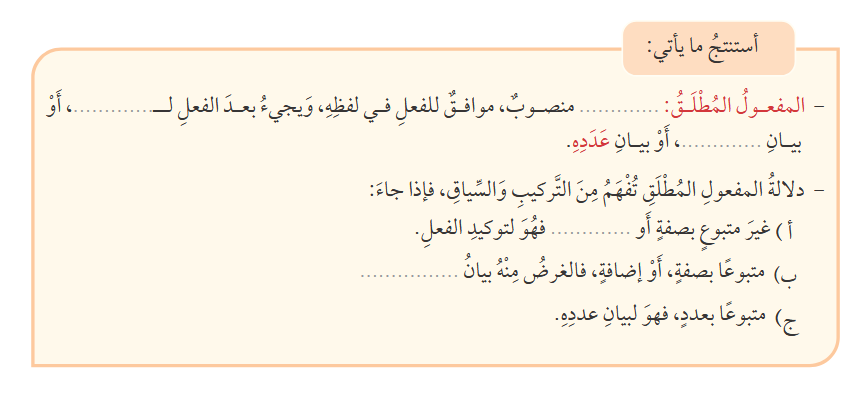 أستنتجُ ما يأتي:
– المفعولُ المُطْلَقُ: ............. منصوبٌ، موافقٌ للفعلِ في لفظِهِ، وَيجيءُ بعدَ الفعلِ لـ.............، أَوْ
بيانِ .............، أَوْ بيانِ عَدَدِهِ.
– دلالةُ المفعولِ المُطْلَقِ تُفْهَمُ مِنَ التَّركيبِ وَالسِّياقِ، فإذا جاءَ:
أ) غيرَ متبوعٍ بصفةٍ أَو ............. فهُوَ لتوكيدِ الفعلِ.
ب) متبوعًا بصفةٍ، أَوْ إضافةٍ، فالغرضُ مِنْهُ بيانُ ................
ج) متبوعًا بعددٍ، فهوَ لبيانِ عددِهِ.